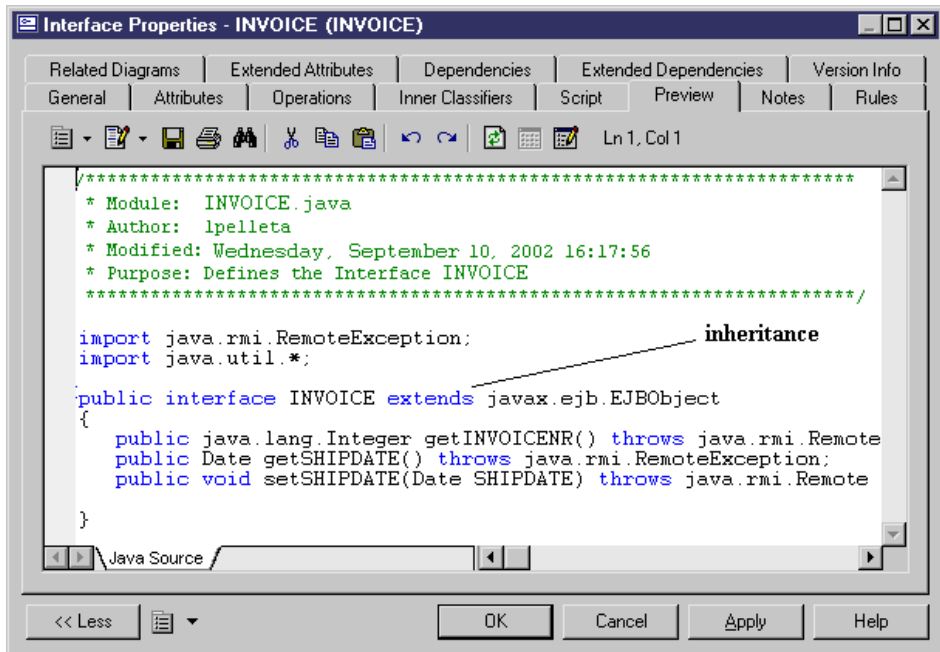 Interface Properties - INVOICE (INVOICE)
Related Diagrams Extended Attributes Dependencies Extended Dependencies Version Info
General Attributes Operations Inner Classifiers Script Preview Notes Rules
Ln 1, Col 1
/************************************************************************
* Module:  INVOICE.java
* Author:  lpelleta
* Modified: Wednesday, September 10, 2002 16:17:56
* Purpose: Defines the Interface INVOICE
************************************************************************/
inheritance
import java.rmi.RemoteException;
import java.util.*;
public interface INVOICE extends javax.ejb.EJBObject
{
public java.lang.Integer getINVOICENR() throws java.rmi.Remote
public Date getSHIPDATE() throws java.rmi.RemoteException;
public void setSHIPDATE(Date SHIPDATE) throws java.rmi.Remote
}
Java Source
<< Less OK Cancel Apply Help